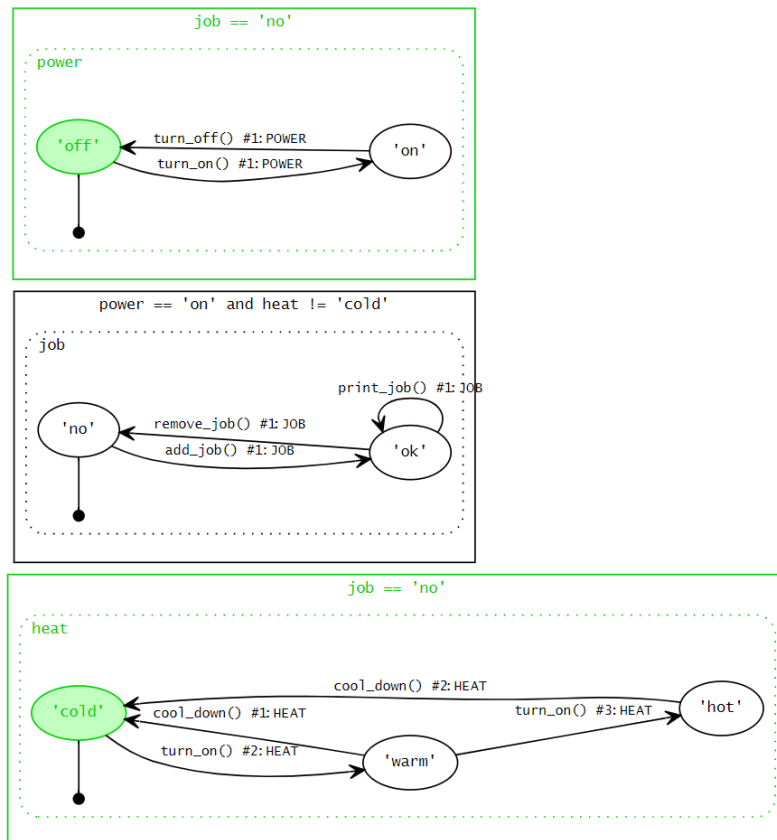 job == 'no'
power
'off'
turn_off() #1: POWER
turn_on() #1: POWER
'on'
power == 'on' and heat != 'cold'
job
print_job() #1: JOB
'no'
remove_job() #1: JOB
add_job() #1: JOB
'ok'
job == 'no'
heat
cool_down() #2: HEAT
'cold'
cool_down() #1: HEAT
turn_on() #3: HEAT
'hot'
turn_on() #2: HEAT
'warm'